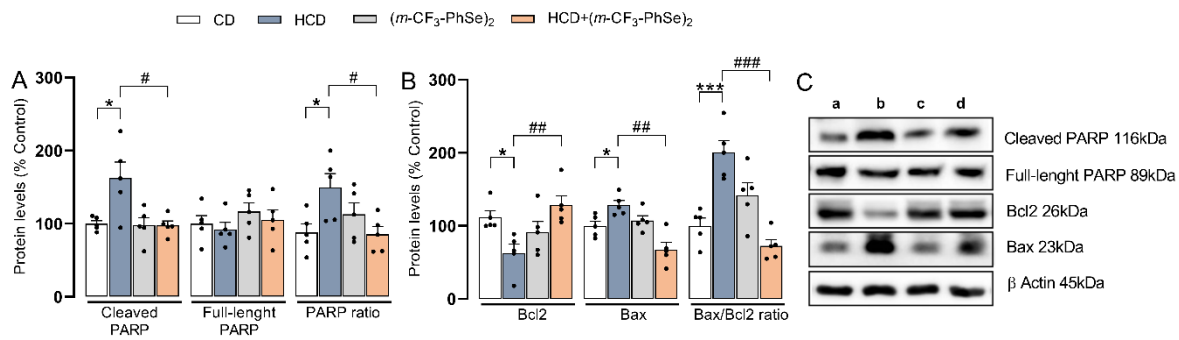 CD HCD (m-CF3-PhSe)2 HCD+(m-CF3-PhSe)2
A
Protein levels (% Control)
300
200
100
0
*
#
*
#
Cleaved PARP
Full-lenght PARP
PARP ratio
B
Protein levels (% Control)
300
200
100
0
*
##
*
##
***
###
Bcl2
Bax
Bax/Bcl2 ratio
C
a b c d
Cleaved PARP 116kDa
Full-lenght PARP 89kDa
Bcl2 26kDa
Bax 23kDa
β Actin 45kDa